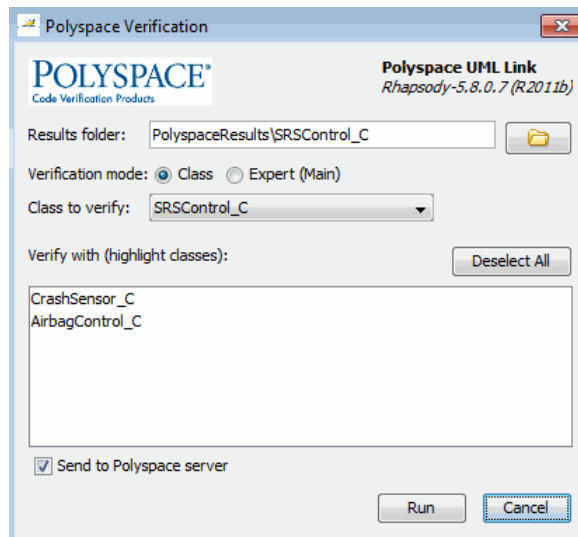 Polyspace Verification
POLYSPACE®
Code Verification Products
Polyspace UML Link
Rhapsody-5.8.0.7 (R2011b)
Results folder: PolyspaceResults\SRSControl_C
Verification mode: Class Expert (Main)
Class to verify: SRSControl_C
Verify with (highlight classes): Deselect All
CrashSensor_C
AirbagControl_C
Send to Polyspace server
Run Cancel